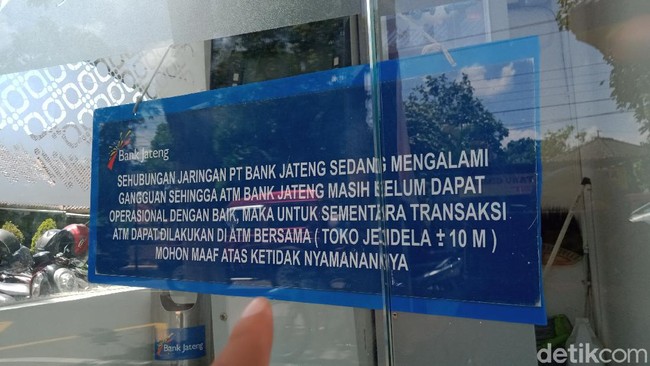 Bank Jateng
SEHUBUNGAN JARINGAN PT BANK JATENG SEDANG MENGALAMI
GANGUAN SEHINGGA ATM BANK JATENG MASIH BELUM DAPAT
OPERASIONAL DENGAN BAIK, MAKA UNTUK SEMENTARA TRANSAKSI
ATM DAPAT DILAKUKAN DI ATM BERSAMA ( TOKO JENDELA ± 10 M )
MOHON MAAF ATAS KETIDAK NYAMANANNYA
Bank Jateng
detikcom